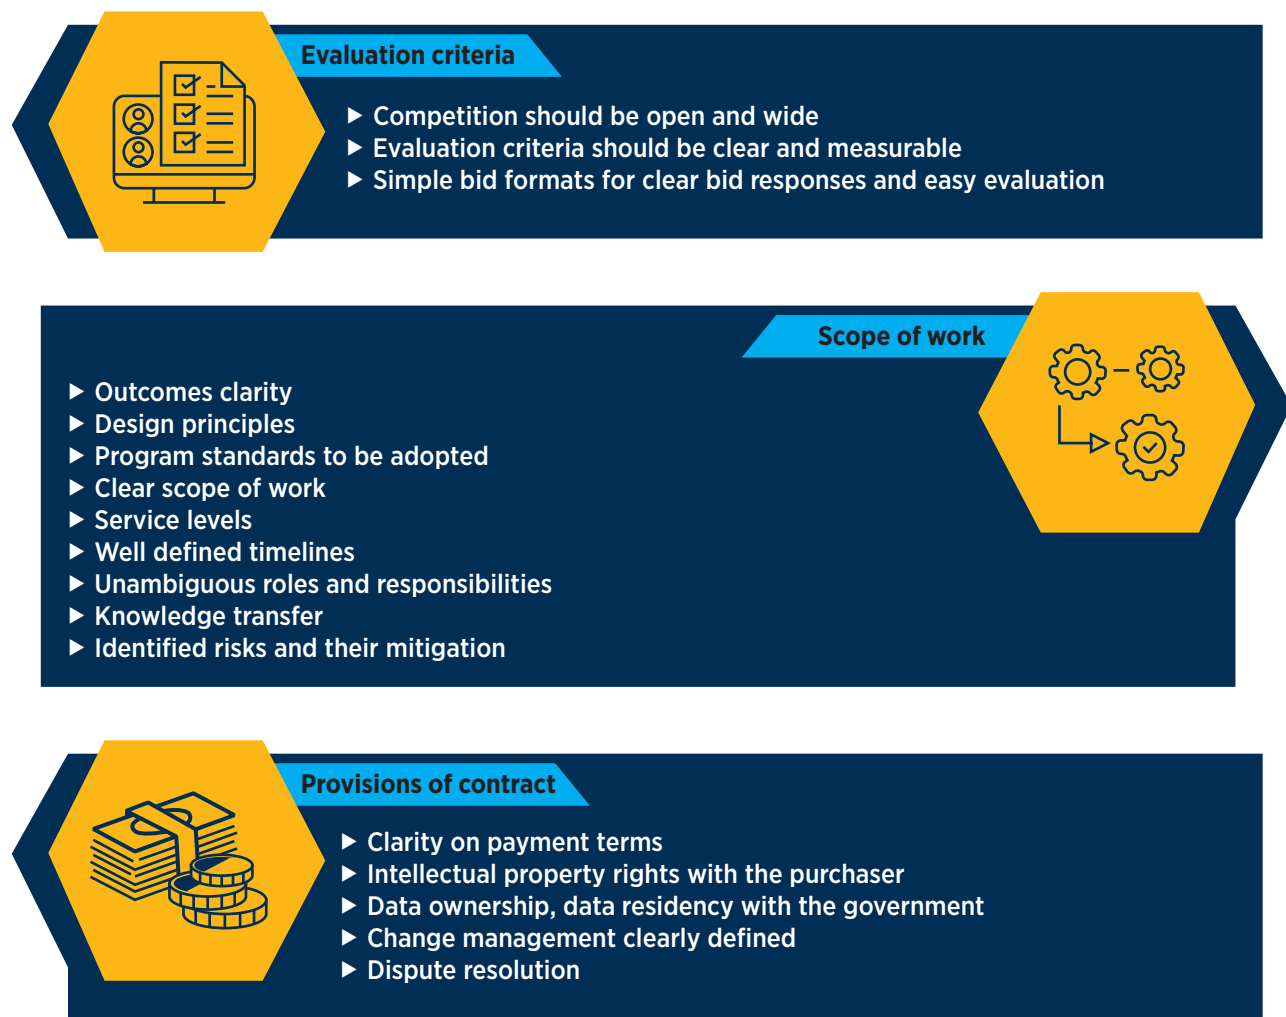 Evaluation criteria
▶ Competition should be open and wide
▶ Evaluation criteria should be clear and measurable
▶ Simple bid formats for clear bid responses and easy evaluation
Scope of work
▶ Outcomes clarity
▶ Design principles
▶ Program standards to be adopted
▶ Clear scope of work
▶ Service levels
▶ Well defined timelines
▶ Unambiguous roles and responsibilities
▶ Knowledge transfer
▶ Identified risks and their mitigation
Provisions of contract
▶ Clarity on payment terms
▶ Intellectual property rights with the purchaser
▶ Data ownership, data residency with the government
▶ Change management clearly defined
▶ Dispute resolution